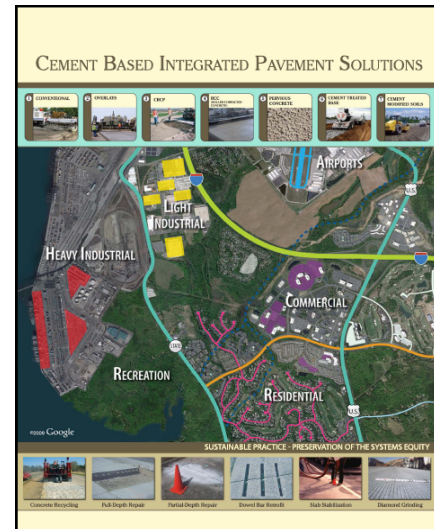 CEMENT BASED INTEGRATED PAVEMENT SOLUTIONS
CONVENTIONAL
OVERLAYS
CRCP
RCC
PERVIOUS CONCRETE
CEMENT TREATED BASE
CEMENT MODIFIED SOILS
AIRPORTS
U.S.
LIGHT
INDUSTRIAL
HEAVY INDUSTRIAL
COMMERCIAL
STATE
RECREATION
RESIDENTIAL
U.S.
©2009 Google
SUSTAINABLE PRACTICE - PRESERVATION OF THE SYSTEMS EQUITY
Concrete Recycling
Full-Depth Repair
Partial-Depth Repair
Dowel Bar Retrofit
Slab Stabilization
Diamond Grinding